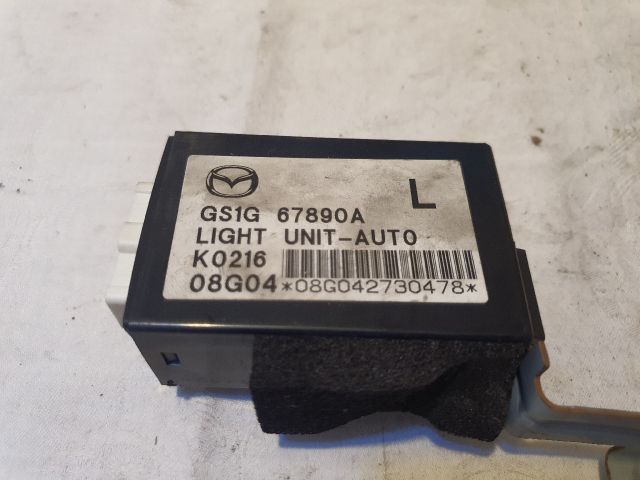 GS1G 67890A L
LIGHT UNIT-AUTO
K0216
08G04 *08G042730478*